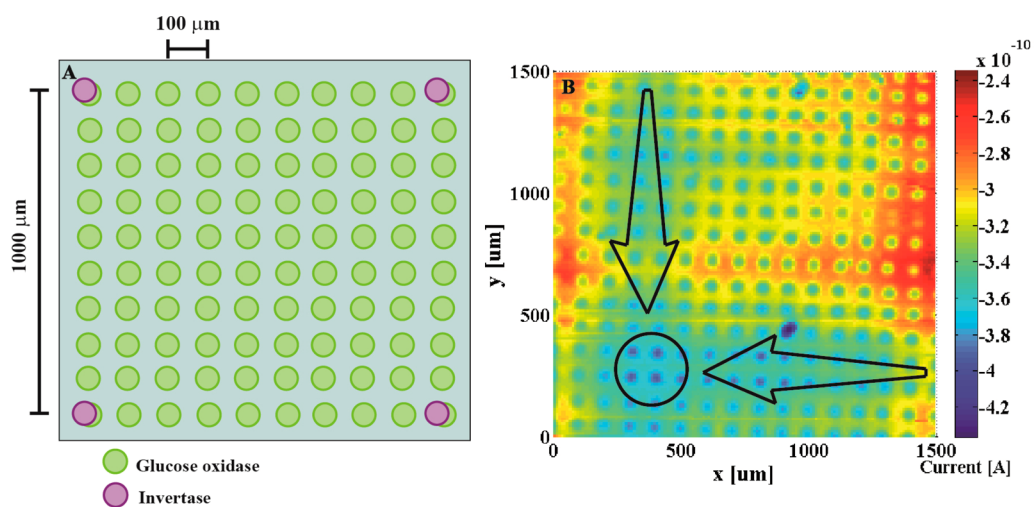 100 μm
A
1000 μm
Glucose oxidase
Invertase
B
1500
1000
500
0
y [um]
0
500
1000
1500
x [um]
x 10^-10
-2.4
-2.6
-2.8
-3
-3.2
-3.4
-3.6
-3.8
-4
-4.2
Current [A]